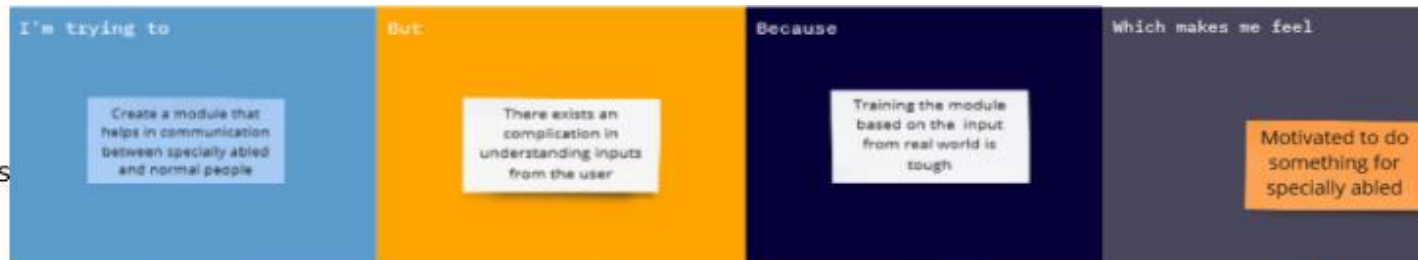 I'm trying to
But
Because
Which makes me feel
Create a module that
helps in communication
between specially abled
and normal people
There exists an
complication in
understanding inputs
from the user
Training the module
based on the input
from real world is
tough
Motivated to do
something for
specially abled
s